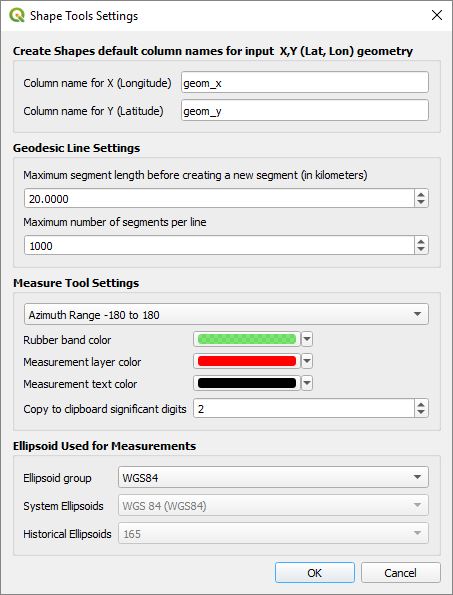 Shape Tools Settings
Create Shapes default column names for input X,Y (Lat, Lon) geometry
Column name for X (Longitude) geom_x
Column name for Y (Latitude) geom_y
Geodesic Line Settings
Maximum segment length before creating a new segment (in kilometers)
20.0000
Maximum number of segments per line
1000
Measure Tool Settings
Azimuth Range -180 to 180
Rubber band color
Measurement layer color
Measurement text color
Copy to clipboard significant digits 2
Ellipsoid Used for Measurements
Ellipsoid group WGS84
System Ellipsoids WGS 84 (WGS84)
Historical Ellipsoids 165
OK Cancel